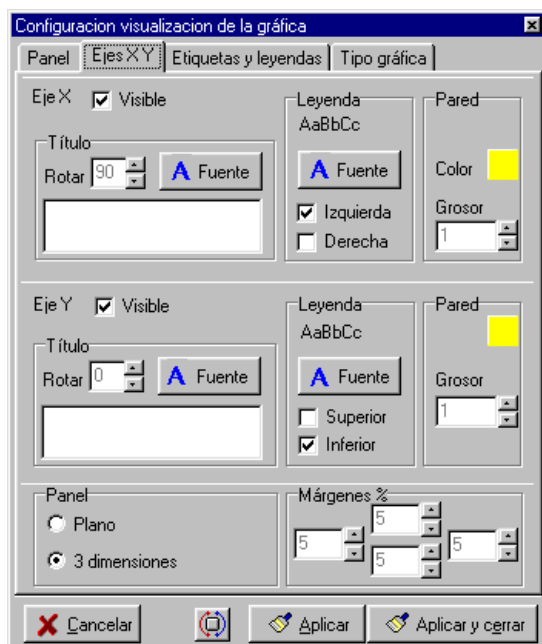 Configuracion visualizacion de la gráfica
Panel
Ejes X Y
Etiquetas y leyendas
Tipo gráfica
Eje X
Visible
Título
Rotar 90
A Fuente
Leyenda
AaBbCc
A Fuente
Izquierda
Derecha
Pared
Color
Grosor
1
Eje Y
Visible
Título
Rotar 0
A Fuente
Leyenda
AaBbCc
A Fuente
Superior
Inferior
Pared
Grosor
1
Panel
Plano
3 dimensiones
Márgenes %
5
5
5
5
Cancelar
Aplicar
Aplicar y cerrar